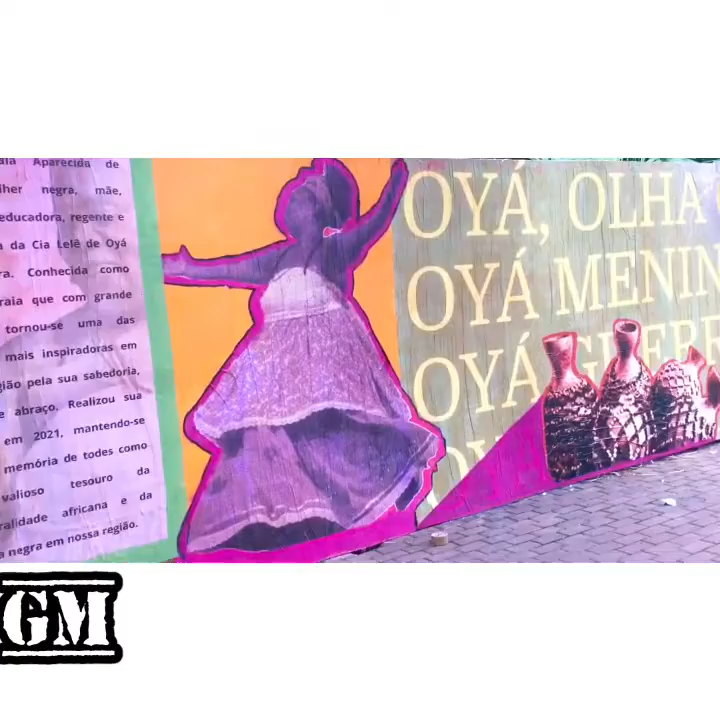 Aparecida de
lher negra, mãe,
educadora, regente e
a da Cia Lelê de Oyá
ra. Conhecida como
raia que com grande
tornou-se uma das
mais inspiradoras em
gião pela sua sabedoria,
e abraço. Realizou sua
em 2021, mantendo-se
memória de todes como
valioso tesouro da
ralidade africana e da
a negra em nossa região.
OYÁ, OLHA
OYÁ MENIN
OYÁ GUERR
GM